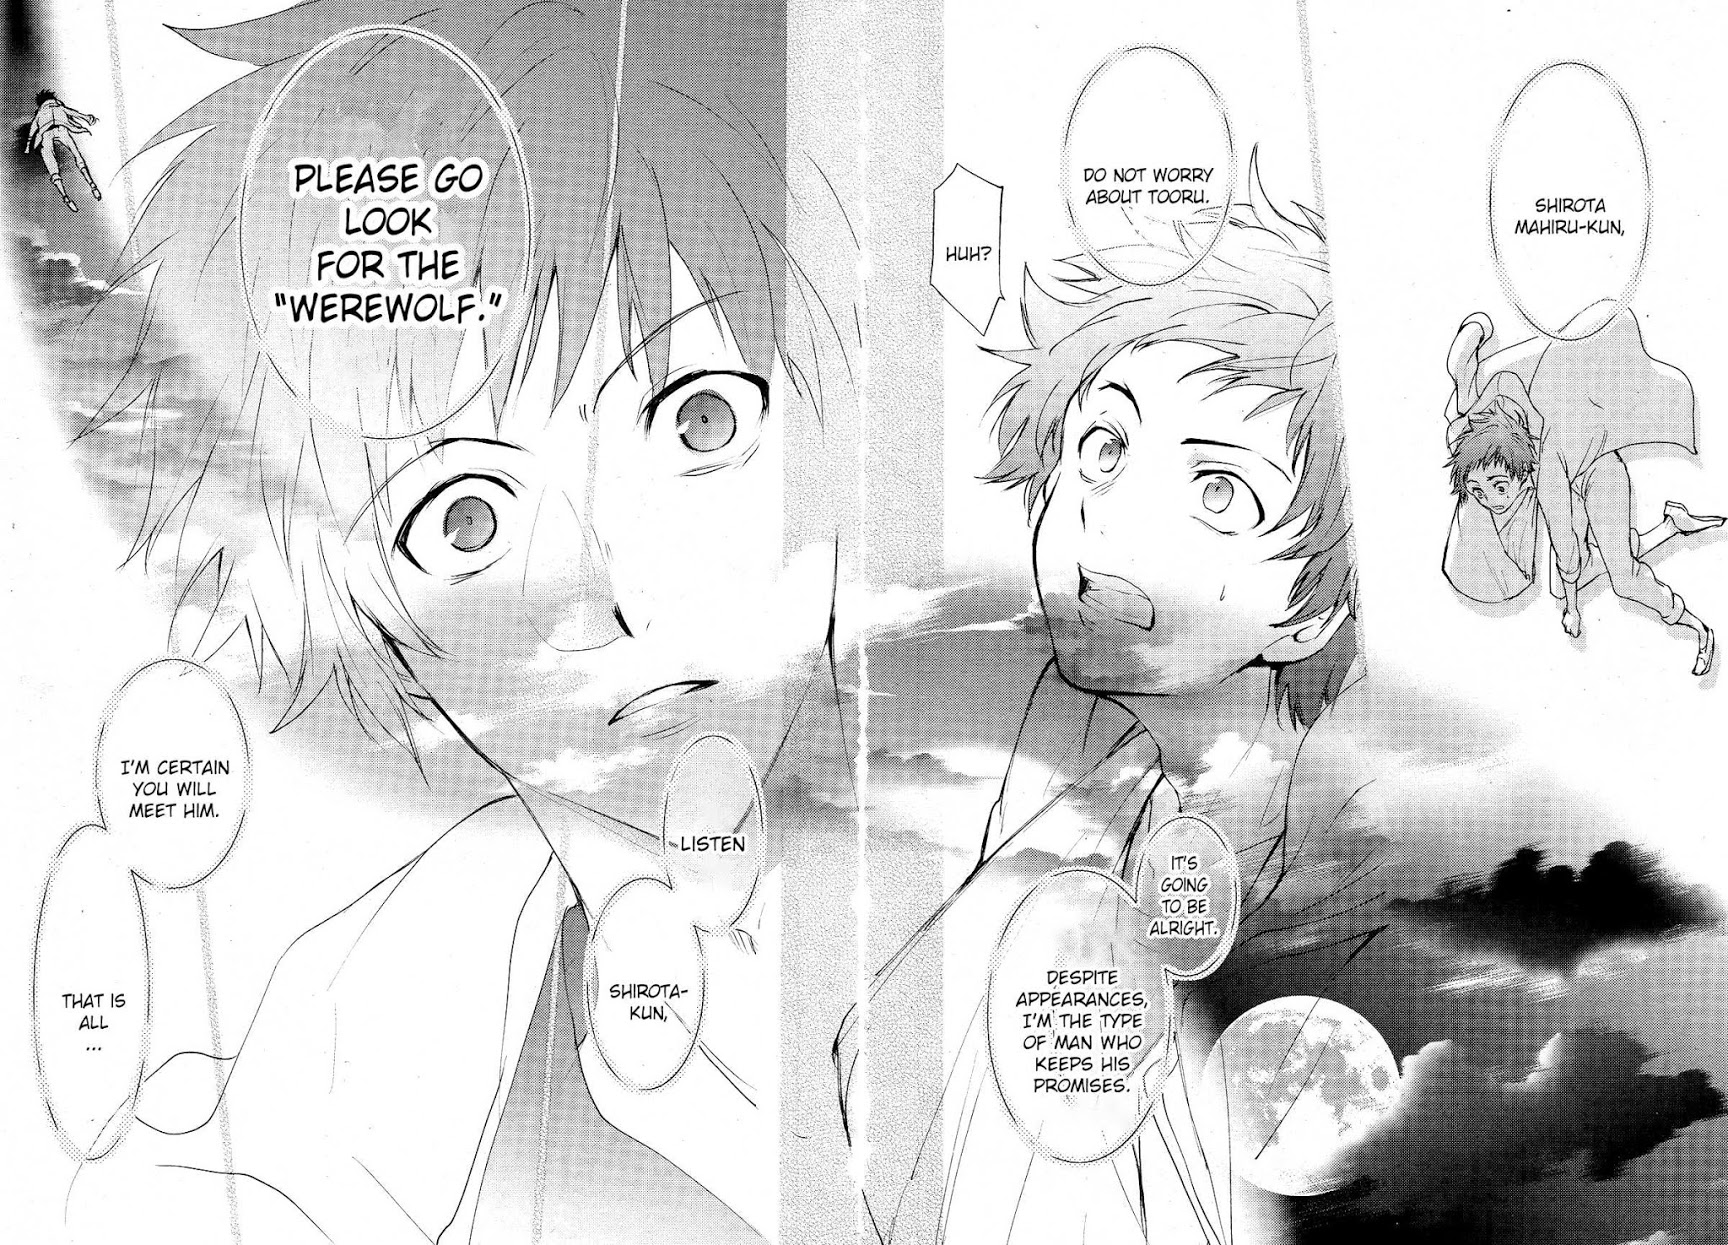 SHIROTA
MAHIRU-KUN,
DO NOT WORRY
ABOUT TOORU.
HUH?
IT'S
GOING
TO BE
ALRIGHT.
DESPITE
APPEARANCES,
I'M THE TYPE
OF MAN WHO
KEEPS HIS
PROMISES.
LISTEN
SHIROTA-
KUN,
PLEASE GO
LOOK
FOR THE
"WEREWOLF."
I'M CERTAIN
YOU WILL
MEET HIM.
THAT IS
ALL
...